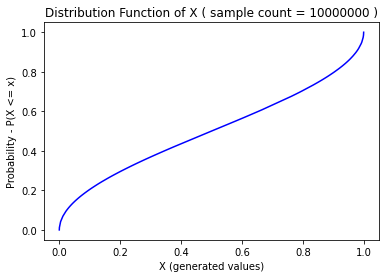 Distribution Function of X ( sample count = 10000000 )
1.0
0.8
0.6
0.4
0.2
0.0
Probability - P(X <= x)
0.0 0.2 0.4 0.6 0.8 1.0
X (generated values)